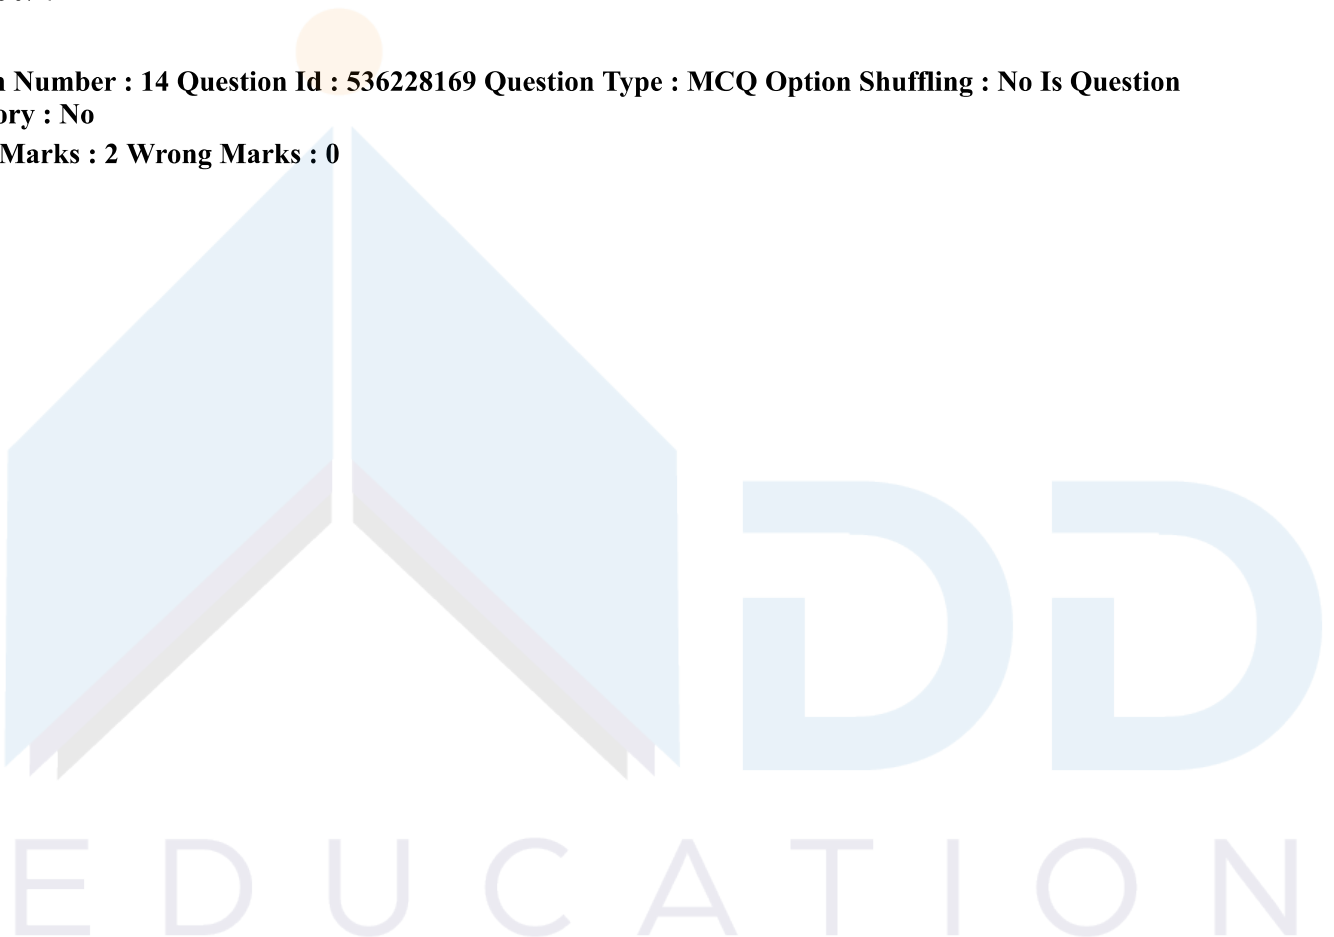 Number : 14 Question Id : 536228169 Question Type : MCQ Option Shuffling : No Is Question
ory : No
Marks : 2 Wrong Marks : 0
DD
EDUCATION